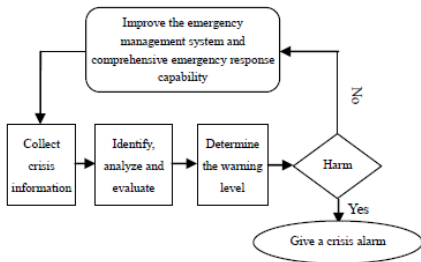 Improve the emergency
management system and
comprehensive emergency response
capability
No
Collect
crisis
information
Identify,
analyze and
evaluate
Determine
the warning
level
Harm
Yes
Give a crisis alarm